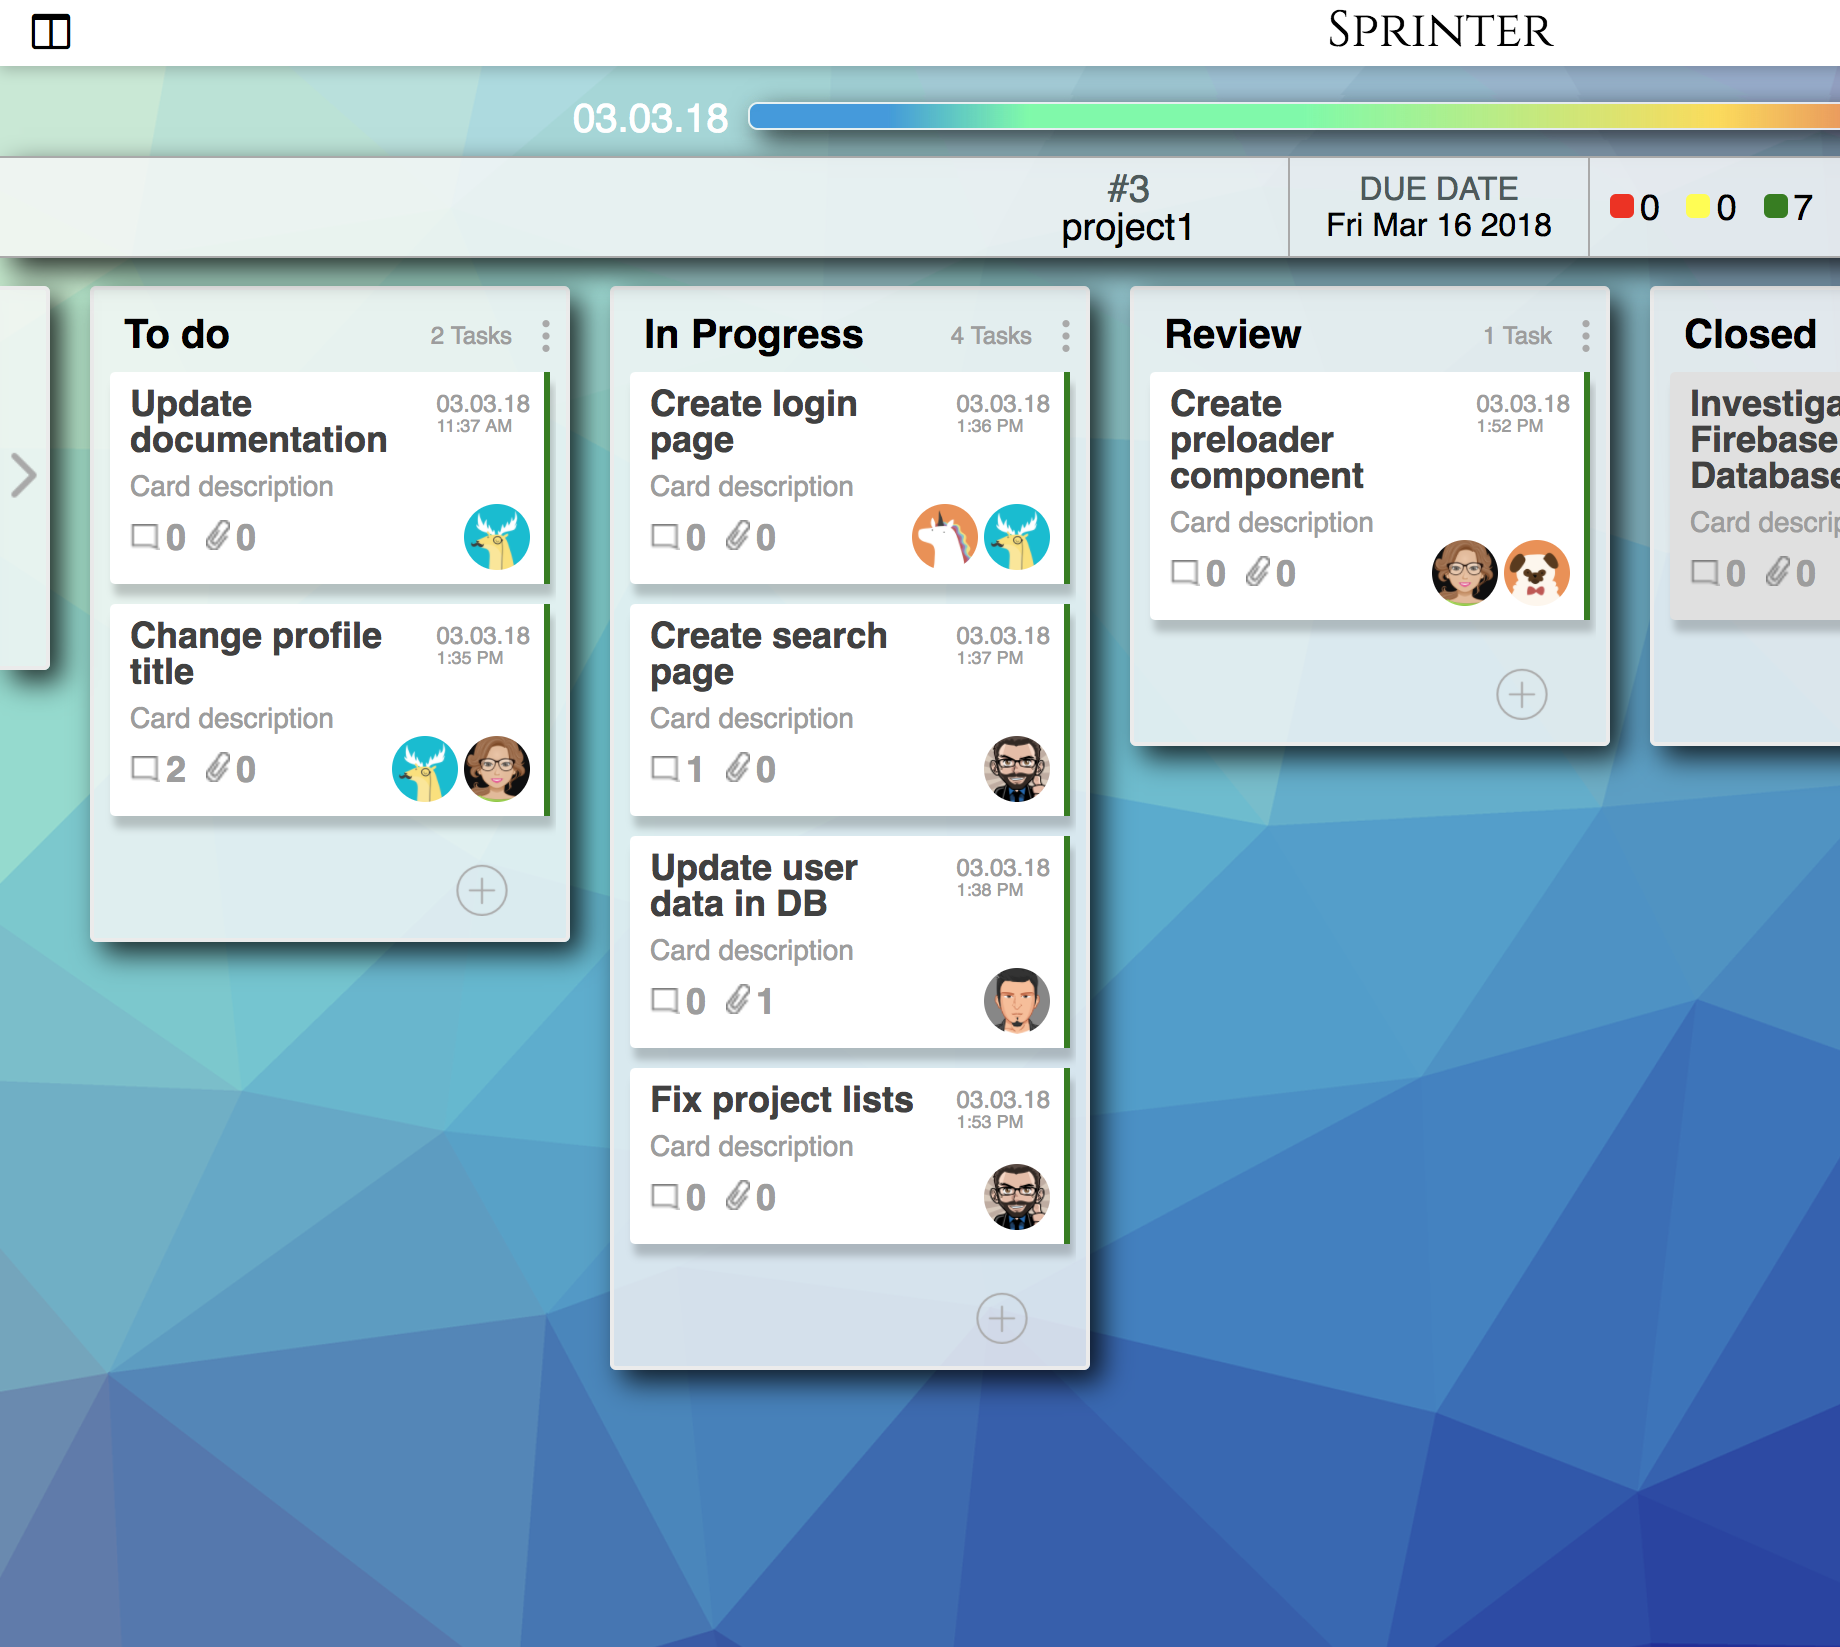 SPRINTER
03.03.18
#3
project1
DUE DATE
Fri Mar 16 2018
0 0 7
To do 2 Tasks
Update 03.03.18
documentation 11:37 AM
Card description
0 0
Change profile 03.03.18
title 1:35 PM
Card description
2 0
In Progress 4 Tasks
Create login 03.03.18
page 1:36 PM
Card description
0 0
Create search 03.03.18
page 1:37 PM
Card description
1 0
Update user 03.03.18
data in DB 1:38 PM
Card description
0 1
Fix project lists 03.03.18
1:53 PM
Card description
0 0
Review 1 Task
Create 03.03.18
preloader 1:52 PM
component
Card description
0 0
Closed
Investiga
Firebase
Database
Card descrip
0 0